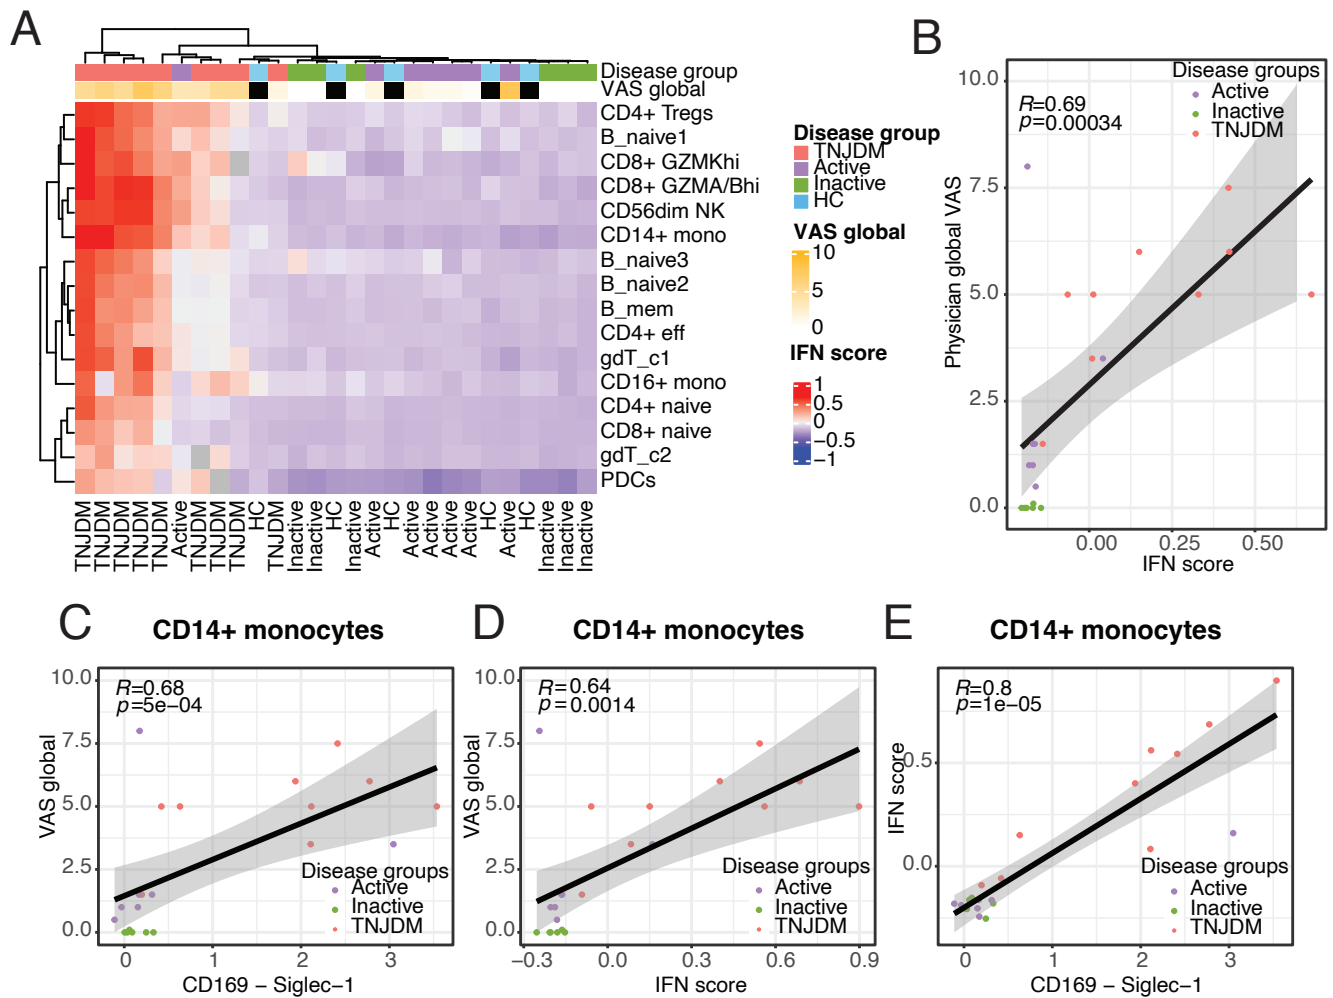 A
Disease group
VAS global
CD4+ Tregs
B_naive1
CD8+ GZMKhi
CD8+ GZMA/Bhi
CD56dim NK
CD14+ mono
B_naive3
B_naive2
B_mem
CD4+ eff
gdT_c1
CD16+ mono
CD4+ naive
CD8+ naive
gdT_c2
PDCs
TNJDM
TNJDM
TNJDM
TNJDM
TNJDM
Active
TNJDM
TNJDM
TNJDM
HC
TNJDM
Inactive
Inactive
HC
Inactive
Active
HC
Active
Active
Active
Active
HC
Active
HC
Inactive
Inactive
Inactive
Disease group
TNJDM
Active
Inactive
HC
VAS global
10
5
0
IFN score
1
0.5
0
−0.5
−1
B
Disease groups
Active
Inactive
TNJDM
R=0.69
p=0.00034
Physician global VAS
10.0
7.5
5.0
2.5
0.0
0.00 0.25 0.50
IFN score
C
CD14+ monocytes
R=0.68
p=5e−04
VAS global
10.0
7.5
5.0
2.5
0.0
Disease groups
Active
Inactive
TNJDM
0 1 2 3
CD169 − Siglec−1
D
CD14+ monocytes
R=0.64
p=0.0014
VAS global
10.0
7.5
5.0
2.5
0.0
Disease groups
Active
Inactive
TNJDM
−0.3 0.0 0.3 0.6 0.9
IFN score
E
CD14+ monocytes
R=0.8
p=1e−05
IFN score
0.5
0.0
Disease groups
Active
Inactive
TNJDM
0 1 2 3
CD169 − Siglec−1